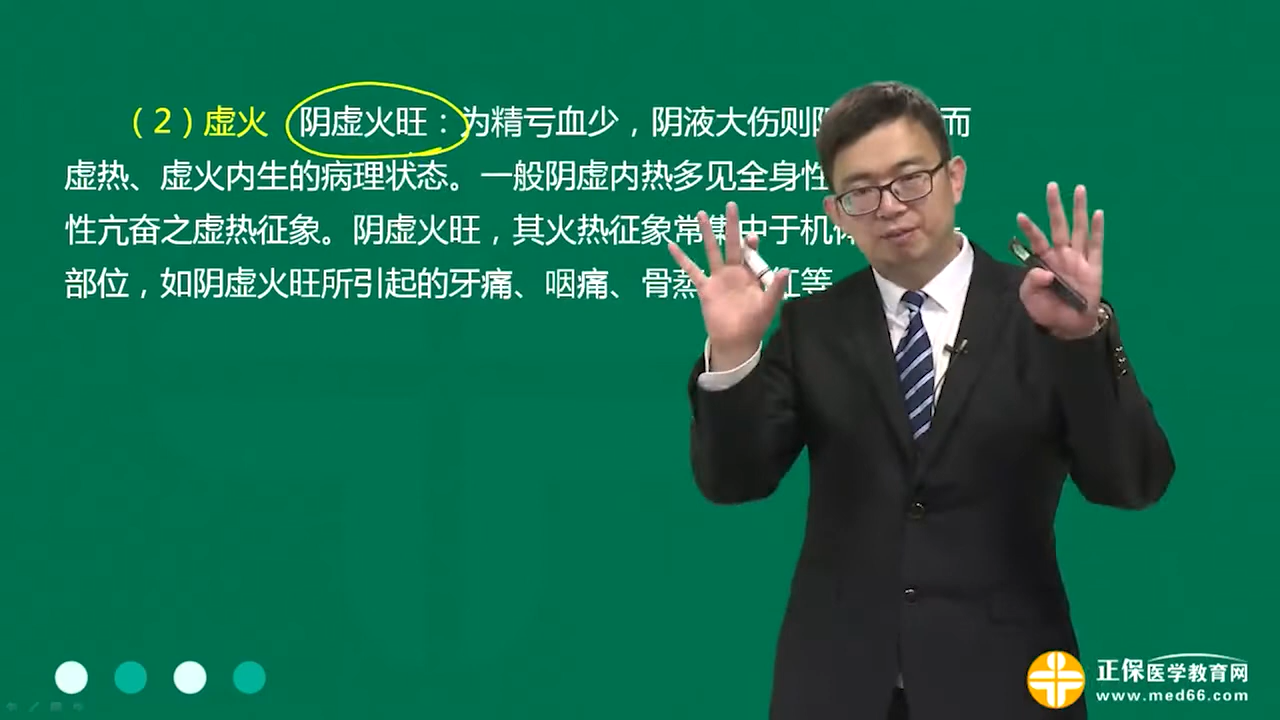 （2）虚火 阴虚火旺：为精亏血少，阴液大伤则阴 而
虚热、虚火内生的病理状态。一般阴虚内热多见全身性
性亢奋之虚热征象。阴虚火旺，其火热征象常集中于机体
部位，如阴虚火旺所引起的牙痛、咽痛、骨蒸 红等
正保医学教育网
www.med66.com